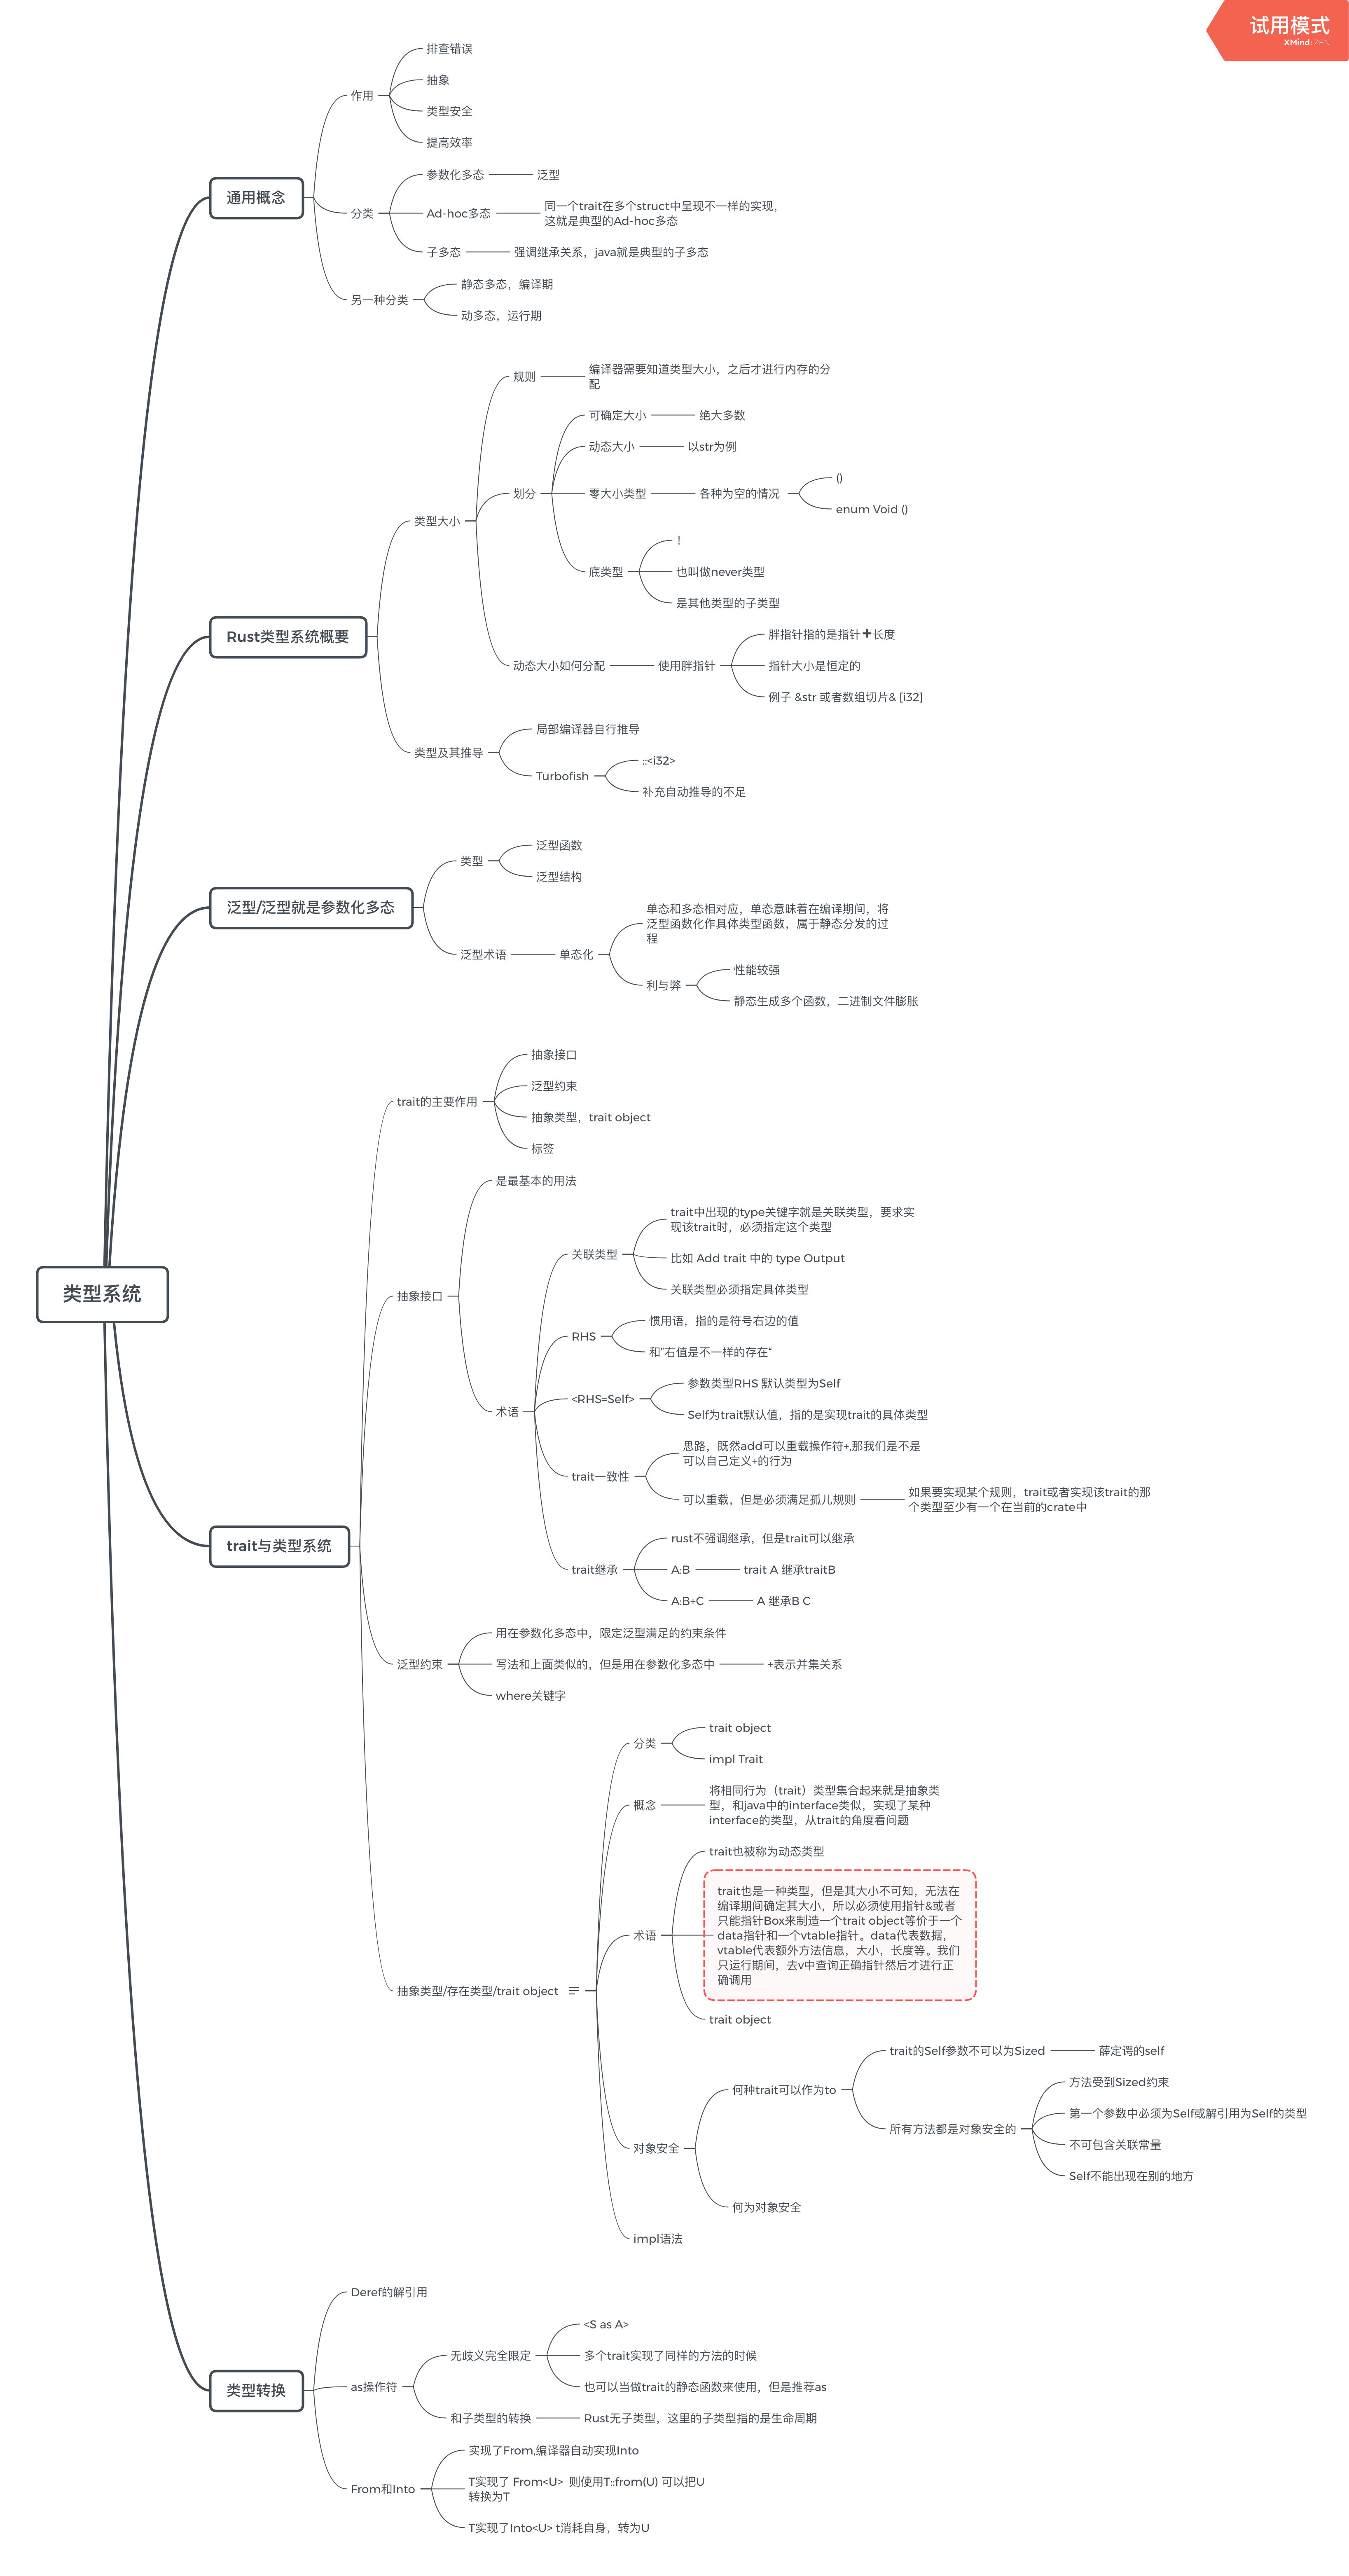 试用模式
XMind:ZEN
类型系统
通用概念
作用
排查错误
抽象
类型安全
提高效率
分类
参数化多态
泛型
Ad-hoc多态
同一个trait在多个struct中呈现不一样的实现，
这就是典型的Ad-hoc多态
子多态
强调继承关系，java就是典型的子多态
另一种分类
静态多态，编译期
动多态，运行期
Rust类型系统概要
类型大小
规则
编译器需要知道类型大小，之后才进行内存的分
配
划分
可确定大小
绝大多数
动态大小
以str为例
零大小类型
各种为空的情况
()
enum Void ()
底类型
！
也叫做never类型
是其他类型的子类型
动态大小如何分配
使用胖指针
胖指针指的是指针➕长度
指针大小是恒定的
例子 &str 或者数组切片& [i32]
类型及其推导
局部编译器自行推导
Turbofish
::<i32>
补充自动推导的不足
泛型/泛型就是参数化多态
类型
泛型函数
泛型结构
泛型术语
单态化
单态和多态相对应，单态意味着在编译期间，将
泛型函数化作具体类型函数，属于静态分发的过
程
利与弊
性能较强
静态生成多个函数，二进制文件膨胀
trait与类型系统
trait的主要作用
抽象接口
泛型约束
抽象类型，trait object
标签
抽象接口
是最基本的用法
术语
关联类型
trait中出现的type关键字就是关联类型，要求实
现该trait时，必须指定这个类型
比如 Add trait 中的 type Output
关联类型必须指定具体类型
RHS
惯用语，指的是符号右边的值
和”右值是不一样的存在“
<RHS=Self>
参数类型RHS 默认类型为Self
Self为trait默认值，指的是实现trait的具体类型
trait一致性
思路，既然add可以重载操作符+,那我们是不是
可以自己定义+的行为
可以重载，但是必须满足孤儿规则
如果要实现某个规则，trait或者实现该trait的那
个类型至少有一个在当前的crate中
trait继承
rust不强调继承，但是trait可以继承
A:B
trait A 继承traitB
A:B+C
A 继承B C
泛型约束
用在参数化多态中，限定泛型满足的约束条件
写法和上面类似的，但是用在参数化多态中
+表示并集关系
where关键字
抽象类型/存在类型/trait object
分类
trait object
impl Trait
概念
将相同行为（trait）类型集合起来就是抽象类
型，和java中的interface类似，实现了某种
interface的类型，从trait的角度看问题
术语
trait也被称为动态类型
trait也是一种类型，但是其大小不可知，无法在
编译期间确定其大小，所以必须使用指针&或者
只能指针Box来制造一个trait object等价于一个
data指针和一个vtable指针。data代表数据，
vtable代表额外方法信息，大小，长度等。我们
只运行期间，去v中查询正确指针然后才进行正
确调用
trait object
对象安全
何种trait可以作为to
trait的Self参数不可以为Sized
薛定谔的self
所有方法都是对象安全的
方法受到Sized约束
第一个参数中必须为Self或解引用为Self的类型
不可包含关联常量
Self不能出现在别的地方
何为对象安全
impl语法
类型转换
Deref的解引用
as操作符
无歧义完全限定
<S as A>
多个trait实现了同样的方法的时候
也可以当做trait的静态函数来使用，但是推荐as
和子类型的转换
Rust无子类型，这里的子类型指的是生命周期
From和Into
实现了From,编译器自动实现Into
T实现了 From<U>  则使用T::from(U) 可以把U
转换为T
T实现了Into<U> t消耗自身，转为U